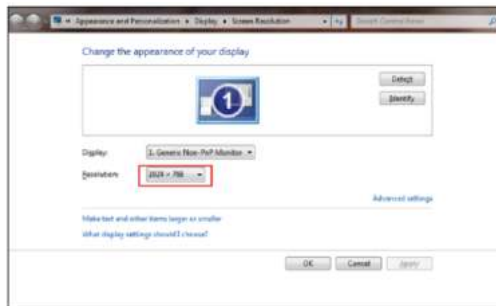 Appearance and Personalization ▸ Display ▸ Screen Resolution
Search Control Panel
Change the appearance of your display
1
Detect
Identify
Display:
1. Generic Non-PnP Monitor
Resolution:
1024 × 768
Advanced settings
Make text and other items larger or smaller
What display settings should I choose?
OK
Cancel
Apply